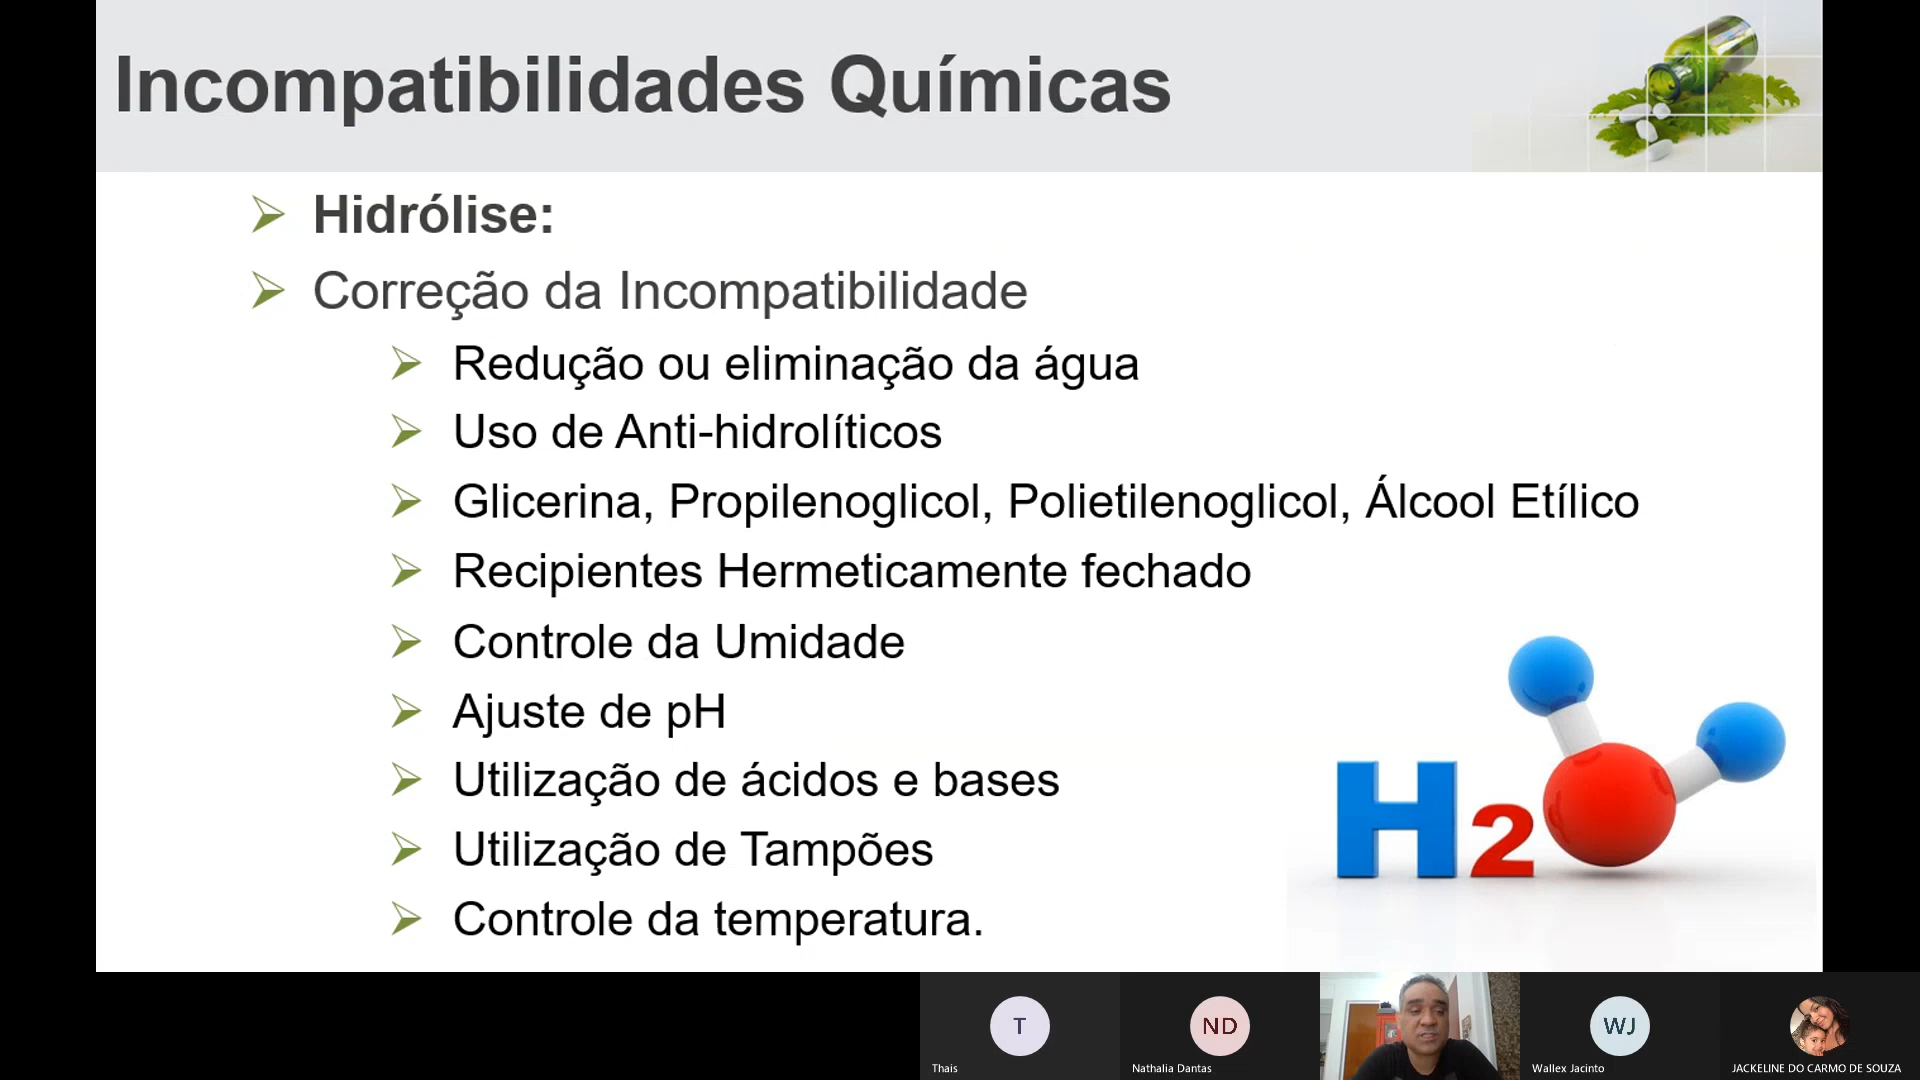 Incompatibilidades Químicas
Hidrólise:
Correção da Incompatibilidade
Redução ou eliminação da água
Uso de Anti-hidrolíticos
Glicerina, Propilenoglicol, Polietilenoglicol, Álcool Etílico
Recipientes Hermeticamente fechado
Controle da Umidade
Ajuste de pH
Utilização de ácidos e bases
Utilização de Tampões
Controle da temperatura.
H2
T
ND
WJ
Thais
Nathalia Dantas
Wallex Jacinto
JACKELINE DO CARMO DE SOUZA